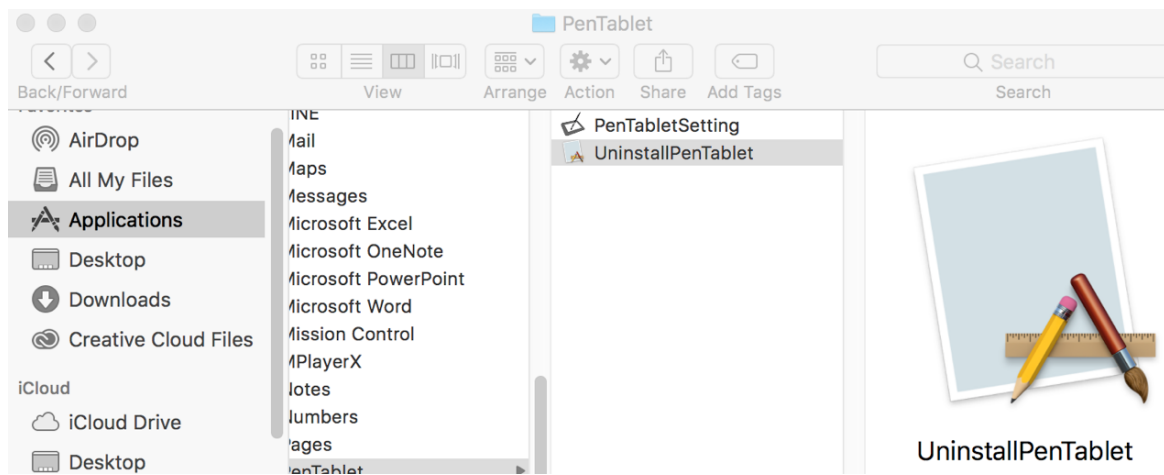 PenTablet
Search
Back/Forward
View
Arrange
Action
Share
Add Tags
Search
AirDrop
All My Files
Applications
Desktop
Downloads
Creative Cloud Files
iCloud
iCloud Drive
Desktop
INE
Mail
Maps
Messages
Microsoft Excel
Microsoft OneNote
Microsoft PowerPoint
Microsoft Word
Mission Control
MPlayerX
Notes
Numbers
Pages
PenTablet
PenTabletSetting
UninstallPenTablet
UninstallPenTablet